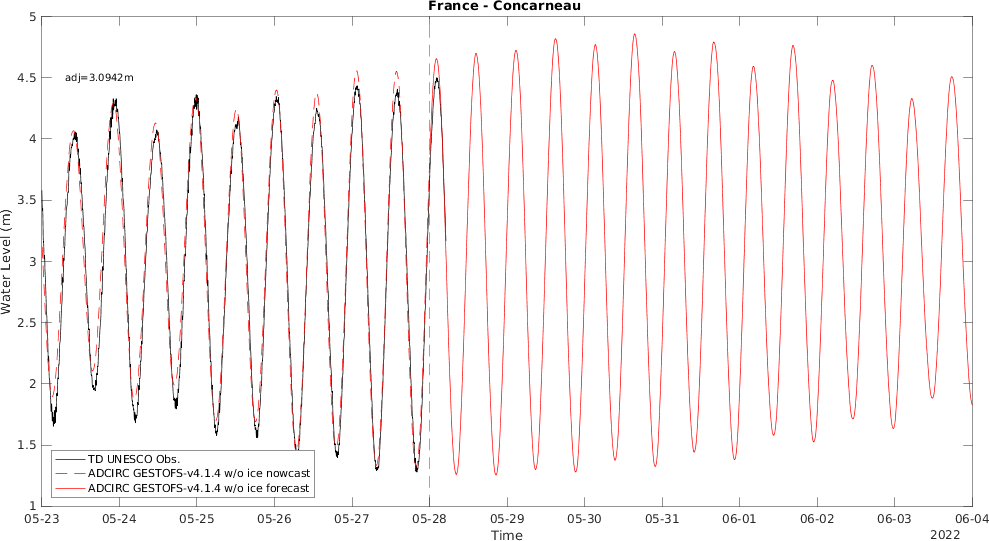 France - Concarneau
adj=3.0942m
Water Level (m)
5
4.5
4
3.5
3
2.5
2
1.5
1
TD UNESCO Obs.
ADCIRC GESTOFS-v4.1.4 w/o ice nowcast
ADCIRC GESTOFS-v4.1.4 w/o ice forecast
05-23 05-24 05-25 05-26 05-27 05-28 05-29 05-30 05-31 06-01 06-02 06-03 06-04
Time
2022